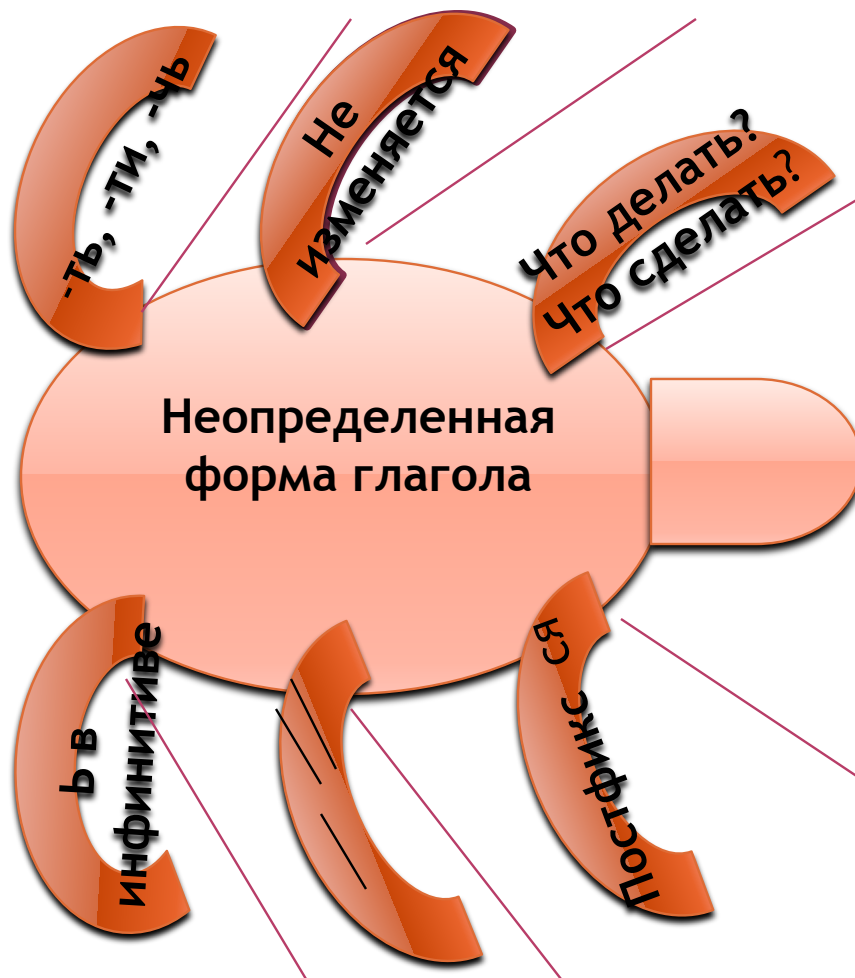 -ть, -ти, -чь
Не
изменяется
Что делать?
Что сделать?
Неопределенная
форма глагола
Ь в
инфинитиве
Постфикс ся